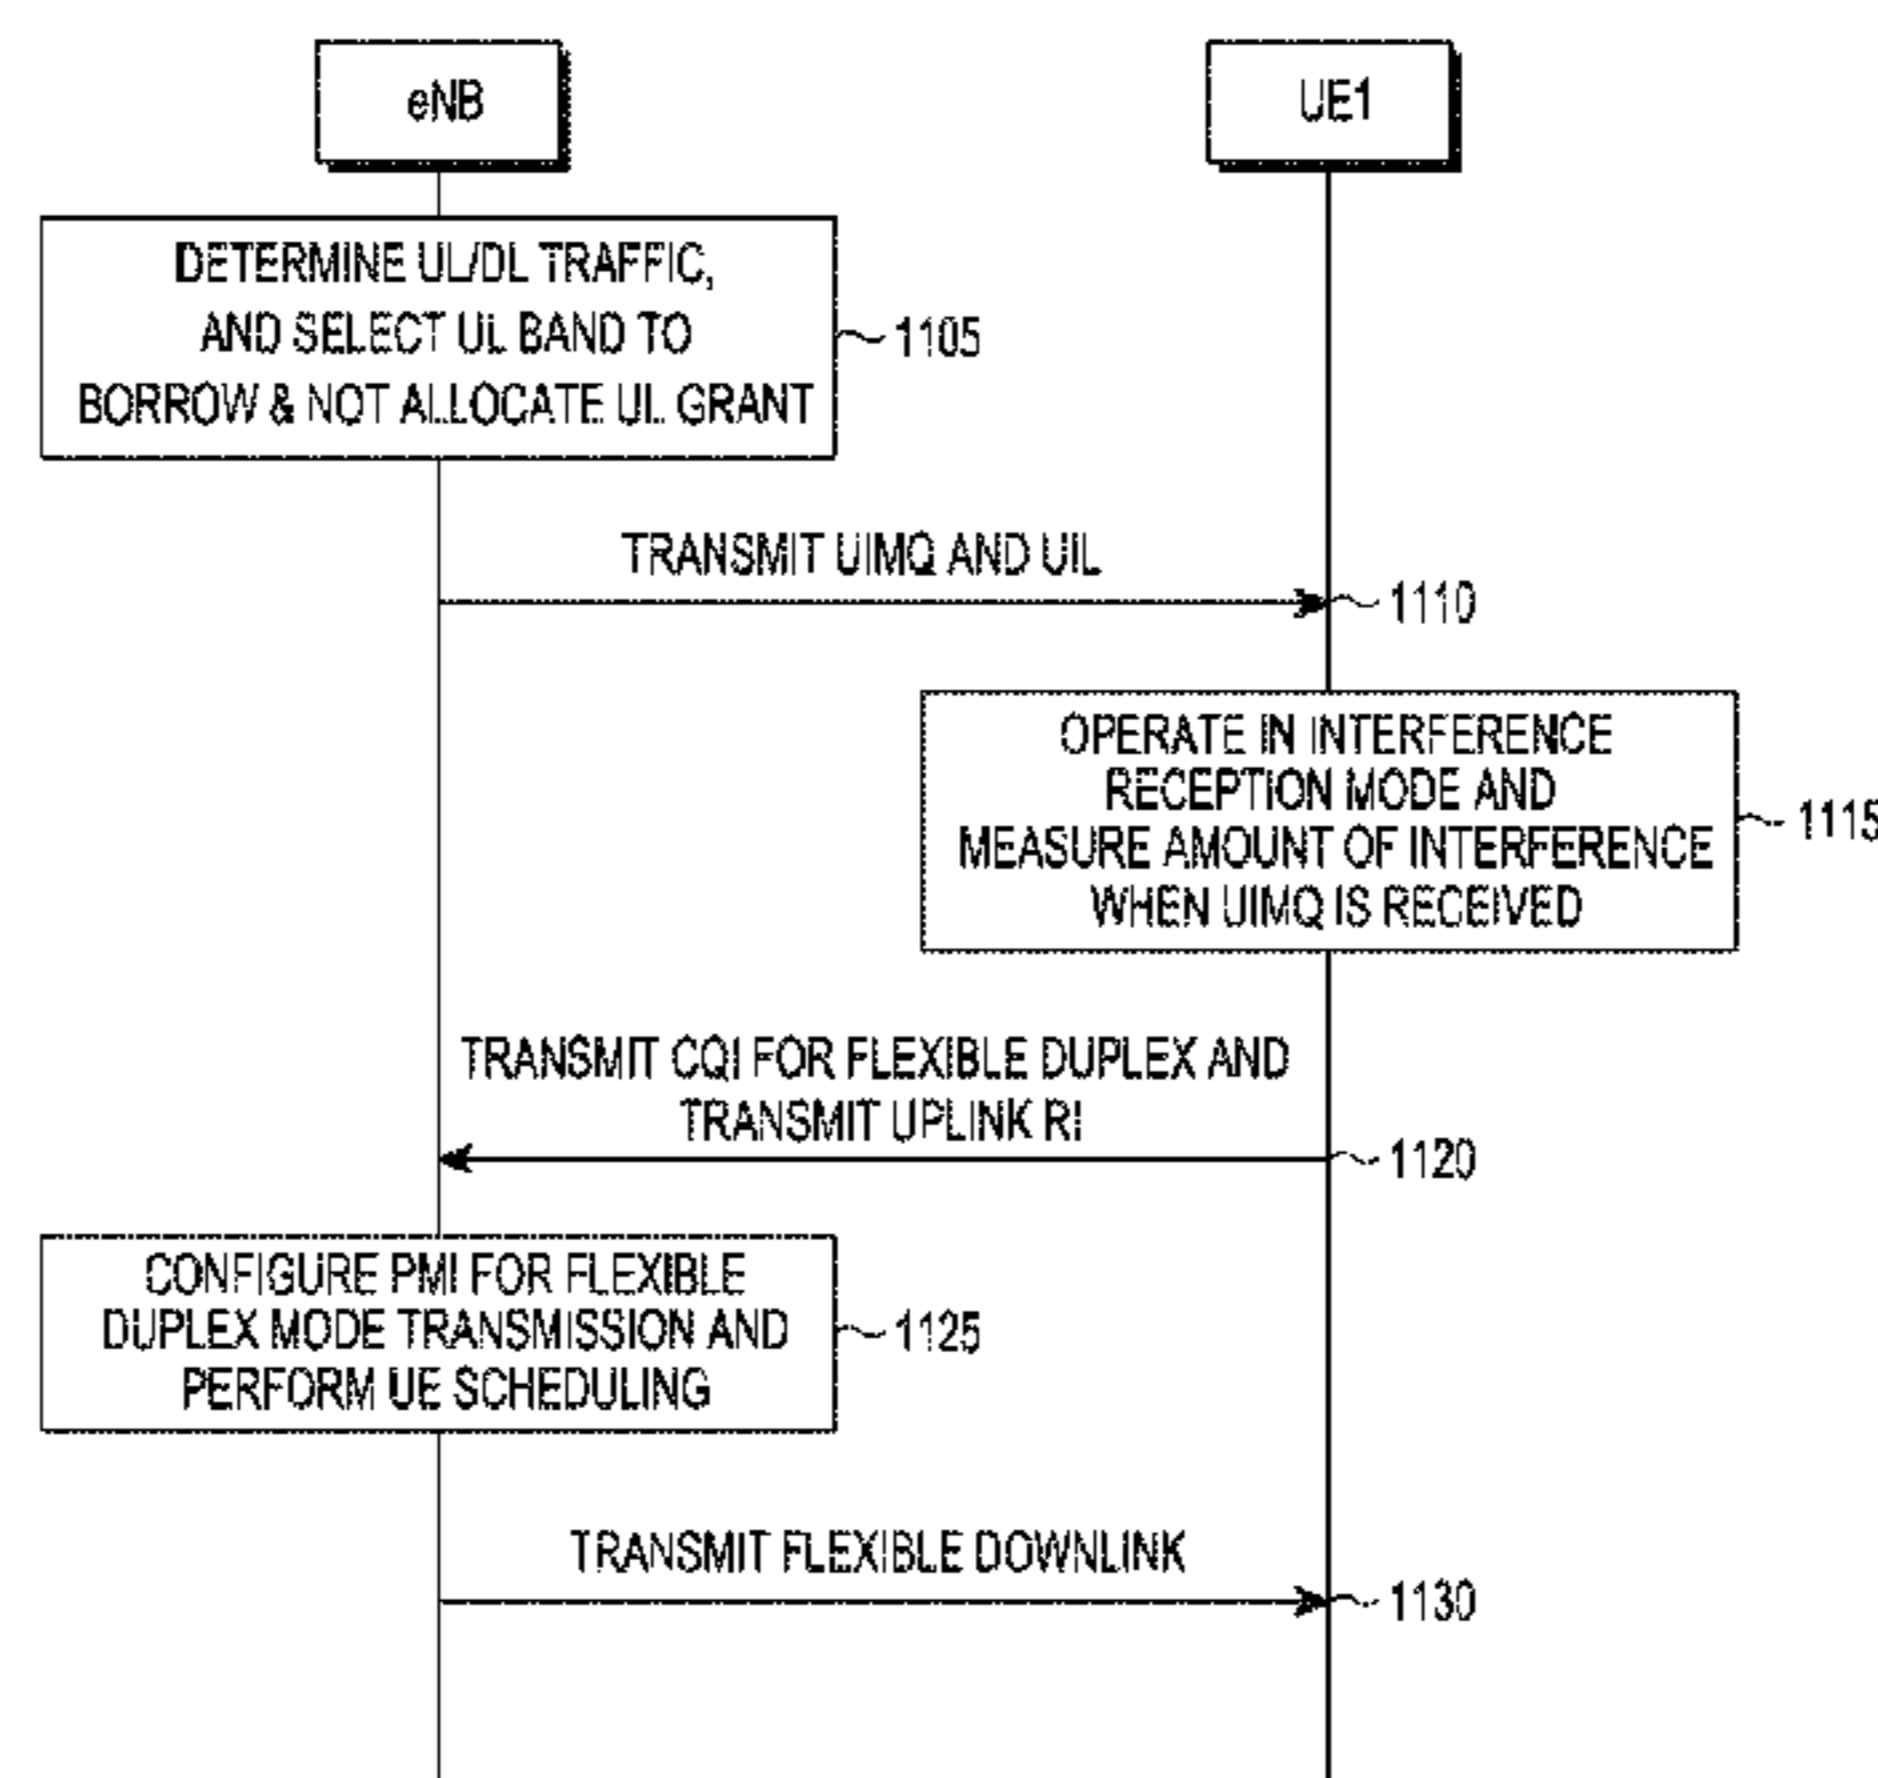 eNB
UE1
DETERMINE UL/DL TRAFFIC,
AND SELECT UL BAND TO
BORROW & NOT ALLOCATE UL GRANT
1105
TRANSMIT UIMQ AND UIL
1110
OPERATE IN INTERFERENCE
RECEPTION MODE AND
MEASURE AMOUNT OF INTERFERENCE
WHEN UIMQ IS RECEIVED
1115
TRANSMIT CQI FOR FLEXIBLE DUPLEX AND
TRANSMIT UPLINK RI
1120
CONFIGURE PMI FOR FLEXIBLE
DUPLEX MODE TRANSMISSION AND
PERFORM UE SCHEDULING
1125
TRANSMIT FLEXIBLE DOWNLINK
1130